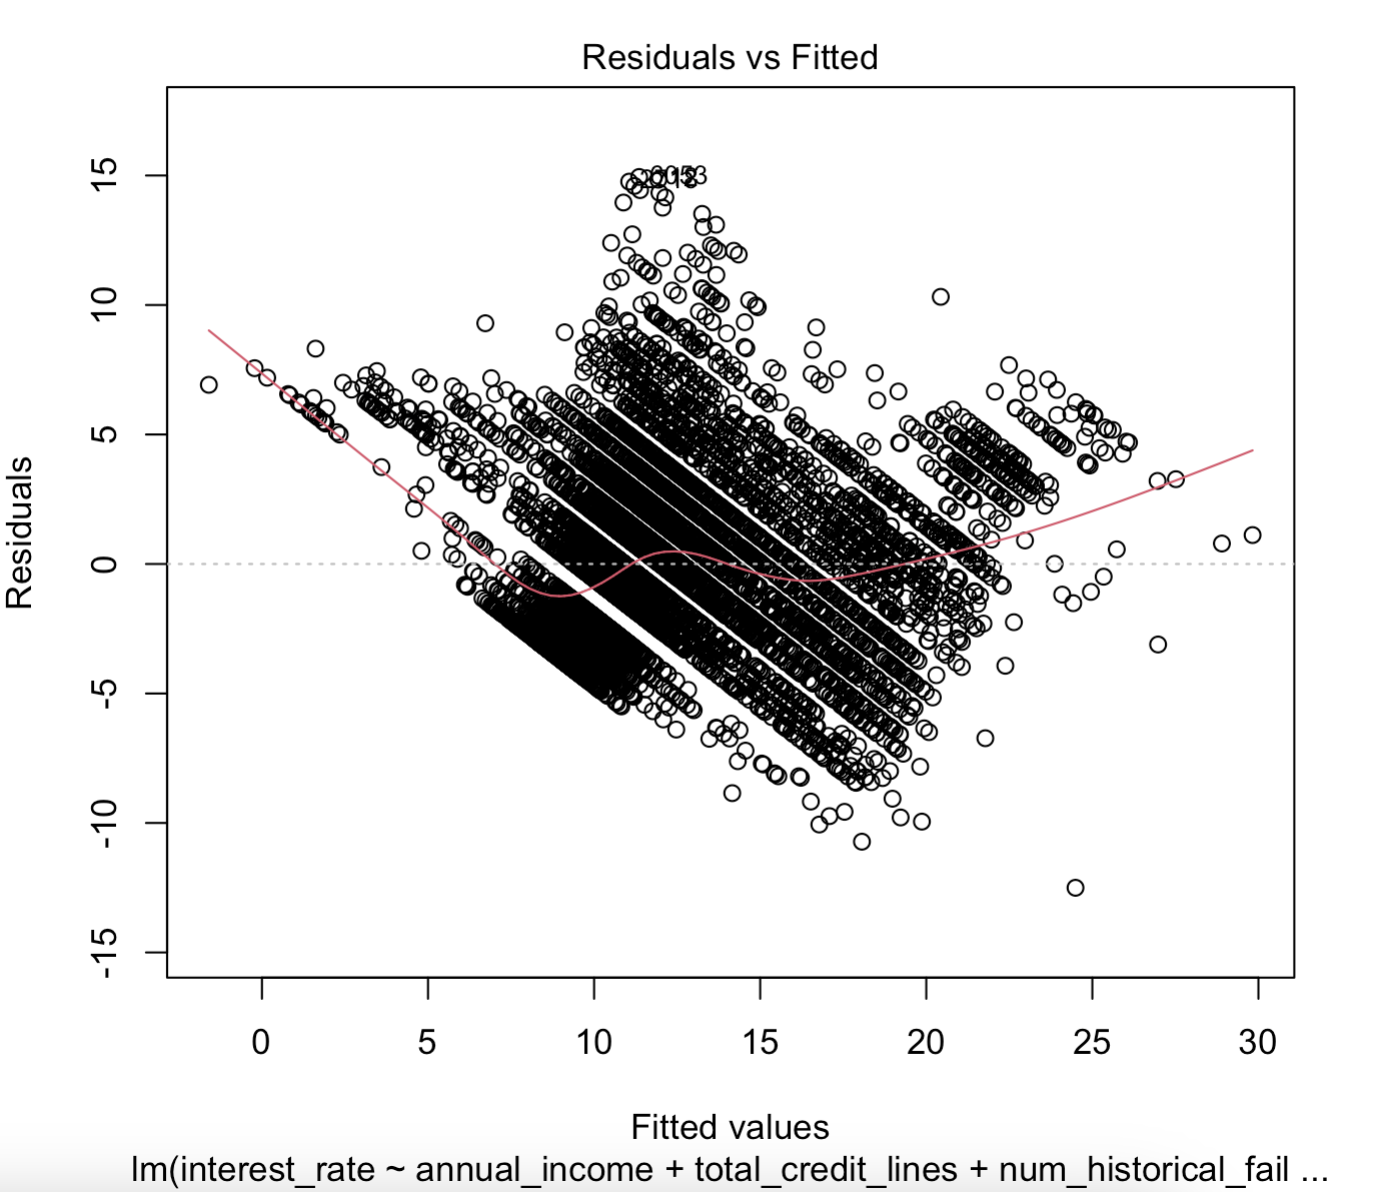 Residuals vs Fitted
Residuals
15
10
5
0
-5
-10
-15
0 5 10 15 20 25 30
Fitted values
lm(interest_rate ~ annual_income + total_credit_lines + num_historical_fail ...